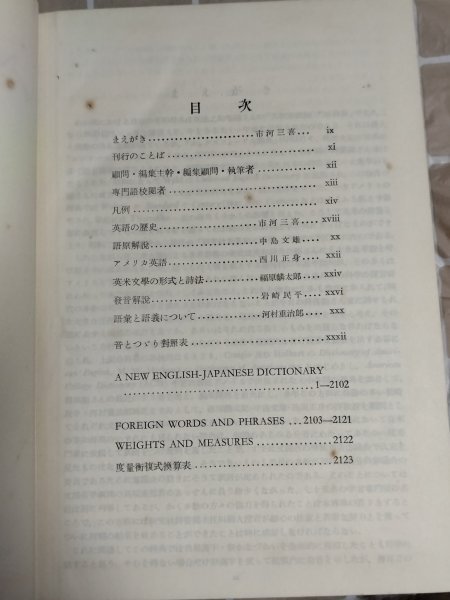 目次
まえがき ........................ 市河三喜 ... ix
刊行のことば ................................ xi
顧問・編集主幹・編集顧問・執筆者 ............. xii
専門語校閲者 ................................ xiii
凡例 ........................................ xiv
英語の歴史 ...................... 市河三喜 .... xviii
語原解説 ........................ 中島文雄 .... xx
アメリカ英語 .................... 西川正身 .... xxii
英米文學の形式と詩法 ............ 福原麟太郎 ... xxiv
發音解説 ........................ 岩崎民平 .... xxvi
語彙と語義について .............. 河村重治郎 ... xxx
音とつゞり對照表 ............................ xxxii
A NEW ENGLISH-JAPANESE DICTIONARY
........................................ 1—2102
FOREIGN WORDS AND PHRASES ... 2103—2121
WEIGHTS AND MEASURES ................ 2122
度量衡複式換算表 ........................ 2123